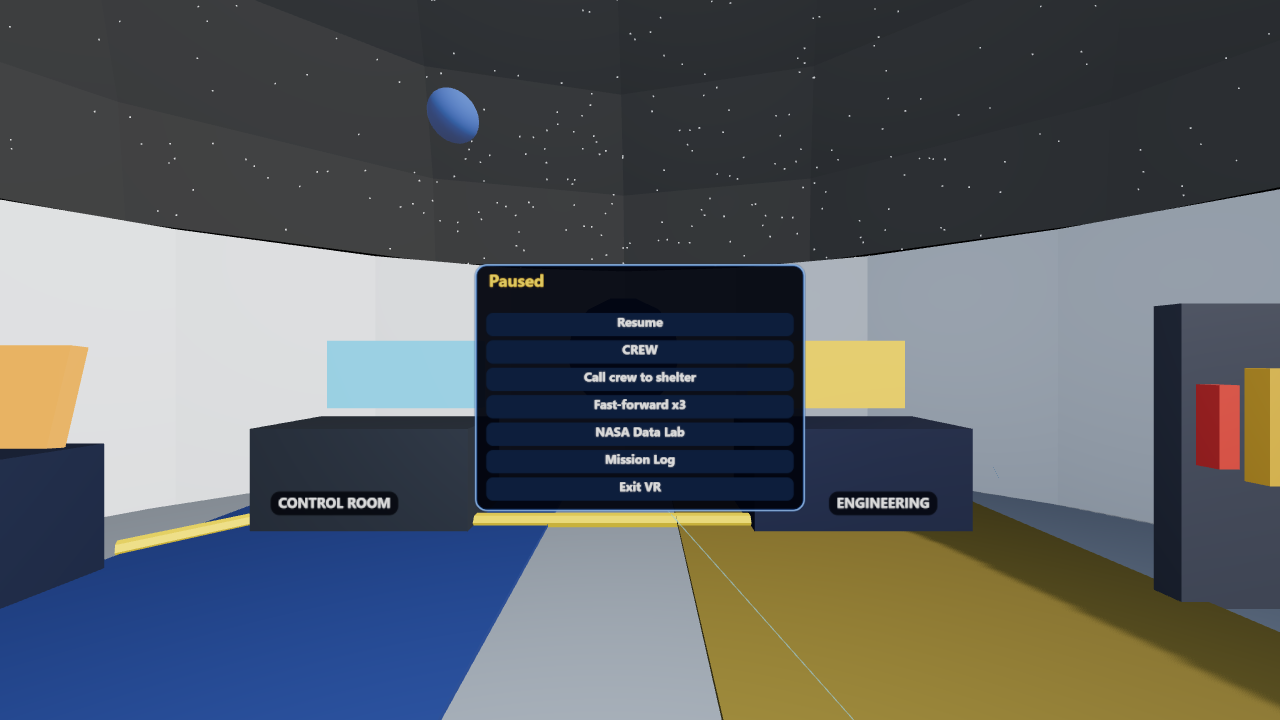 Paused
Resume
CREW
Call crew to shelter
Fast-forward x3
NASA Data Lab
Mission Log
Exit VR
CONTROL ROOM
ENGINEERING